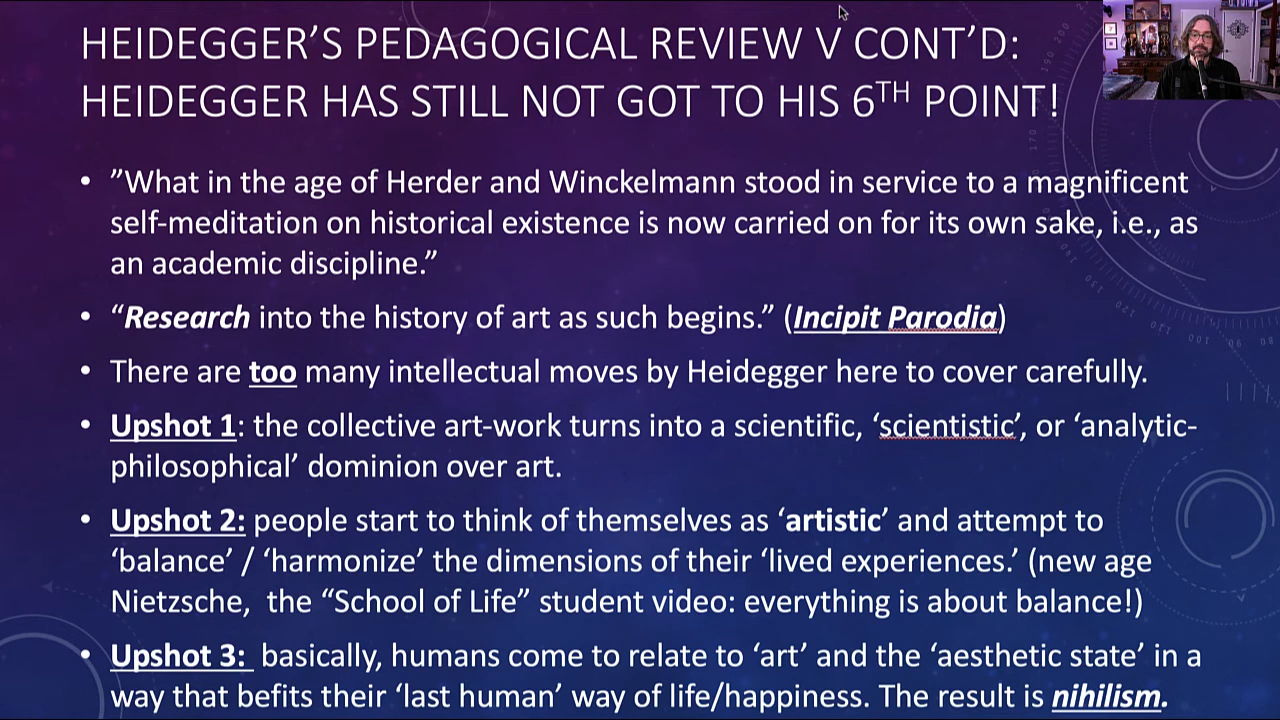 HEIDEGGER'S PEDAGOGICAL REVIEW V CONT'D:
HEIDEGGER HAS STILL NOT GOT TO HIS 6TH POINT!
• ”What in the age of Herder and Winckelmann stood in service to a magnificent
self-meditation on historical existence is now carried on for its own sake, i.e., as
an academic discipline.”
• “Research into the history of art as such begins.” (Incipit Parodia)
• There are too many intellectual moves by Heidegger here to cover carefully.
• Upshot 1: the collective art-work turns into a scientific, ‘scientistic’, or ‘analytic-
philosophical’ dominion over art.
• Upshot 2: people start to think of themselves as ‘artistic’ and attempt to
‘balance’ / ‘harmonize’ the dimensions of their ‘lived experiences.’ (new age
Nietzsche, the “School of Life” student video: everything is about balance!)
• Upshot 3: basically, humans come to relate to ‘art’ and the ‘aesthetic state’ in a
way that befits their ‘last human’ way of life/happiness. The result is nihilism.